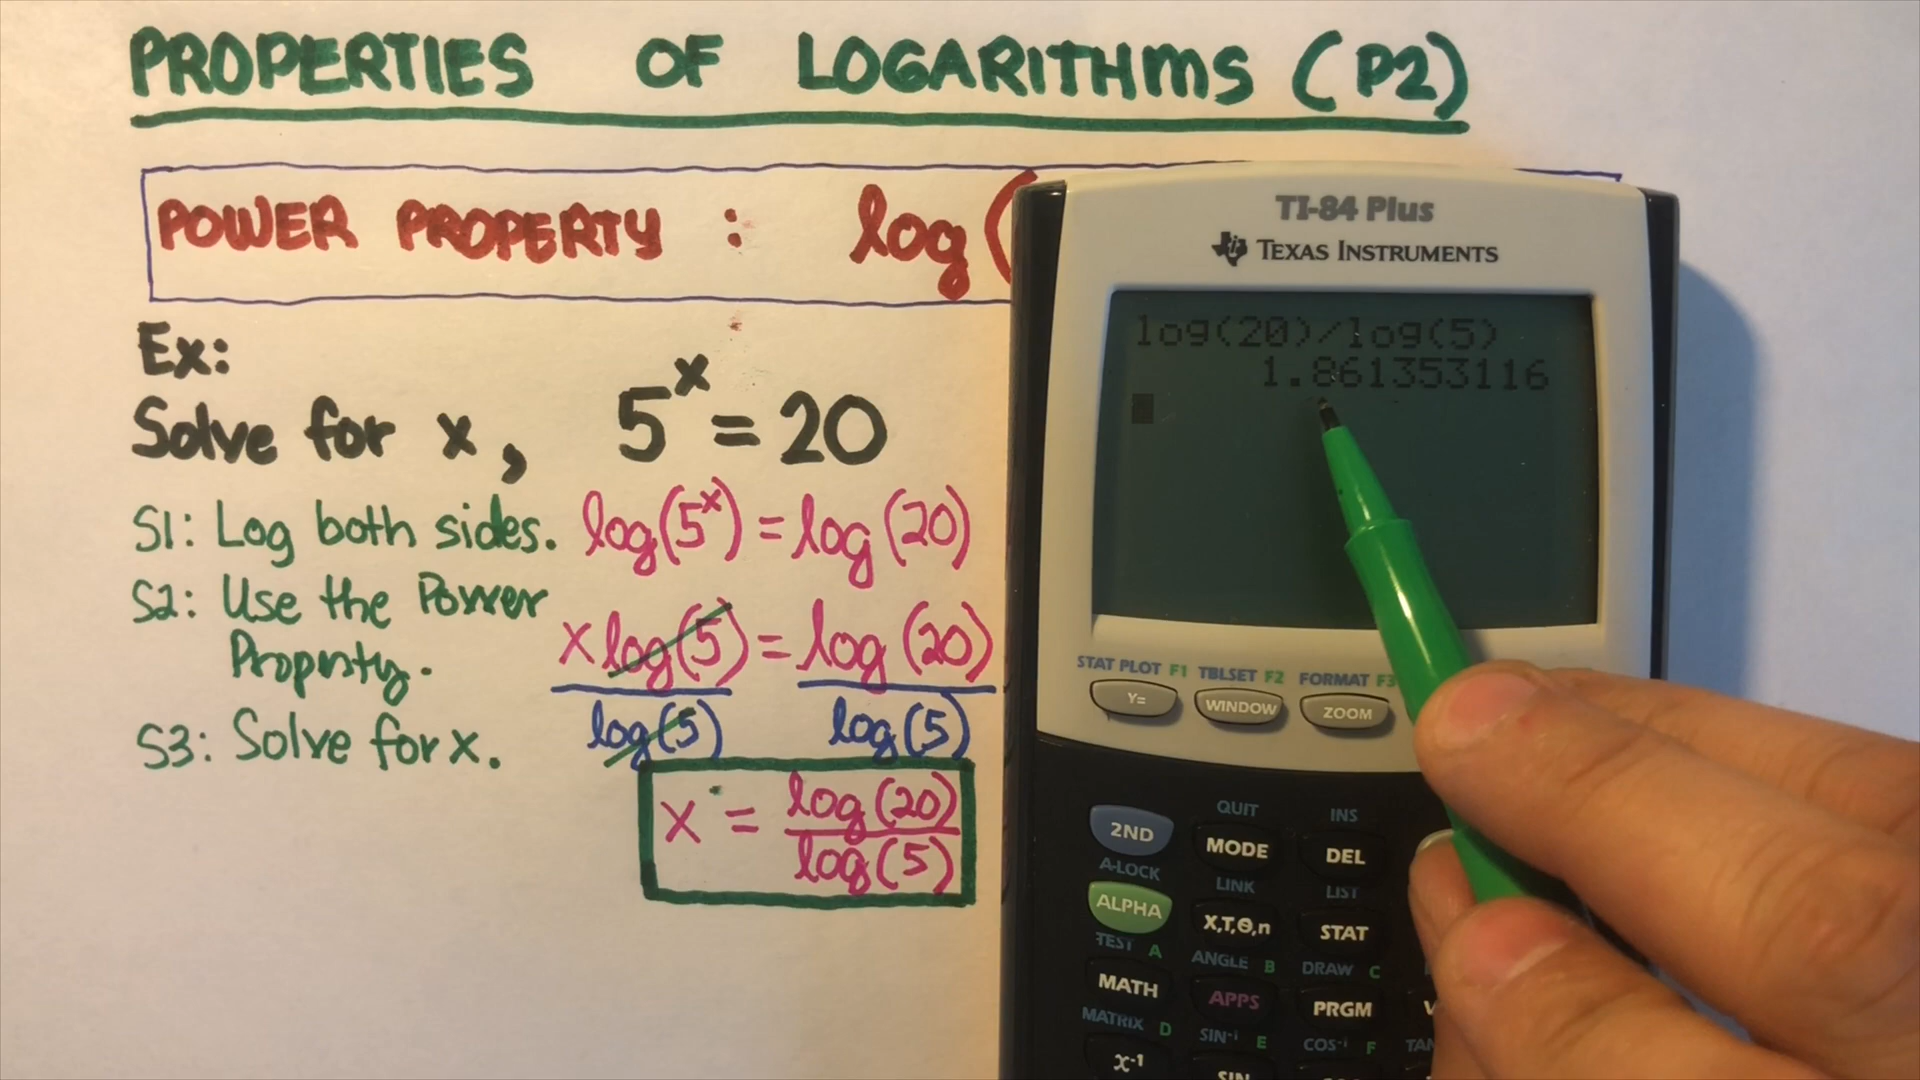 PROPERTIES OF LOGARITHMS (P2)
POWER PROPERTY : log(
Ex:
Solve for x, 5^x = 20
S1: Log both sides. log(5^x) = log(20)
S2: Use the Power
Property.
x log(5) = log(20)
log(5) log(5)
S3: Solve for x.
x = log(20)
log(5)
TI-84 Plus
TEXAS INSTRUMENTS
log(20)/log(5)
1.861353116
STAT PLOT F1 TBLSET F2 FORMAT F3
Y= WINDOW ZOOM
QUIT INS
2ND MODE DEL
A-LOCK LINK LIST
ALPHA X,T,Θ,n STAT
TEST A ANGLE B DRAW C
MATH APPS PRGM
MATRIX D SIN⁻¹ E COS⁻¹ F TAN
x⁻¹ SIN